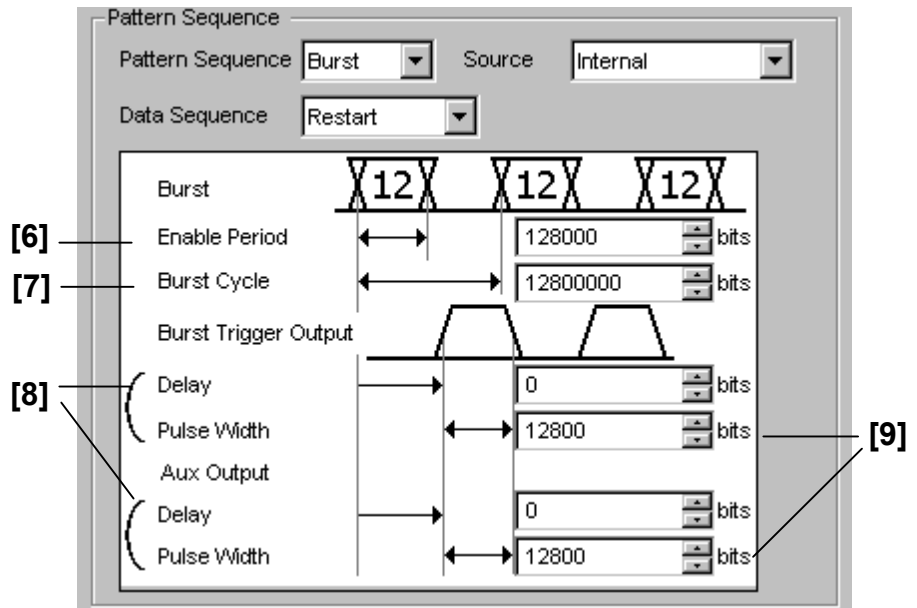 Pattern Sequence
Pattern Sequence Burst Source Internal
Data Sequence Restart
Burst 12 12 12
[6] Enable Period 128000 bits
[7] Burst Cycle 12800000 bits
Burst Trigger Output
[8] Delay 0 bits
Pulse Width 12800 bits [9]
Aux Output
Delay 0 bits
Pulse Width 12800 bits